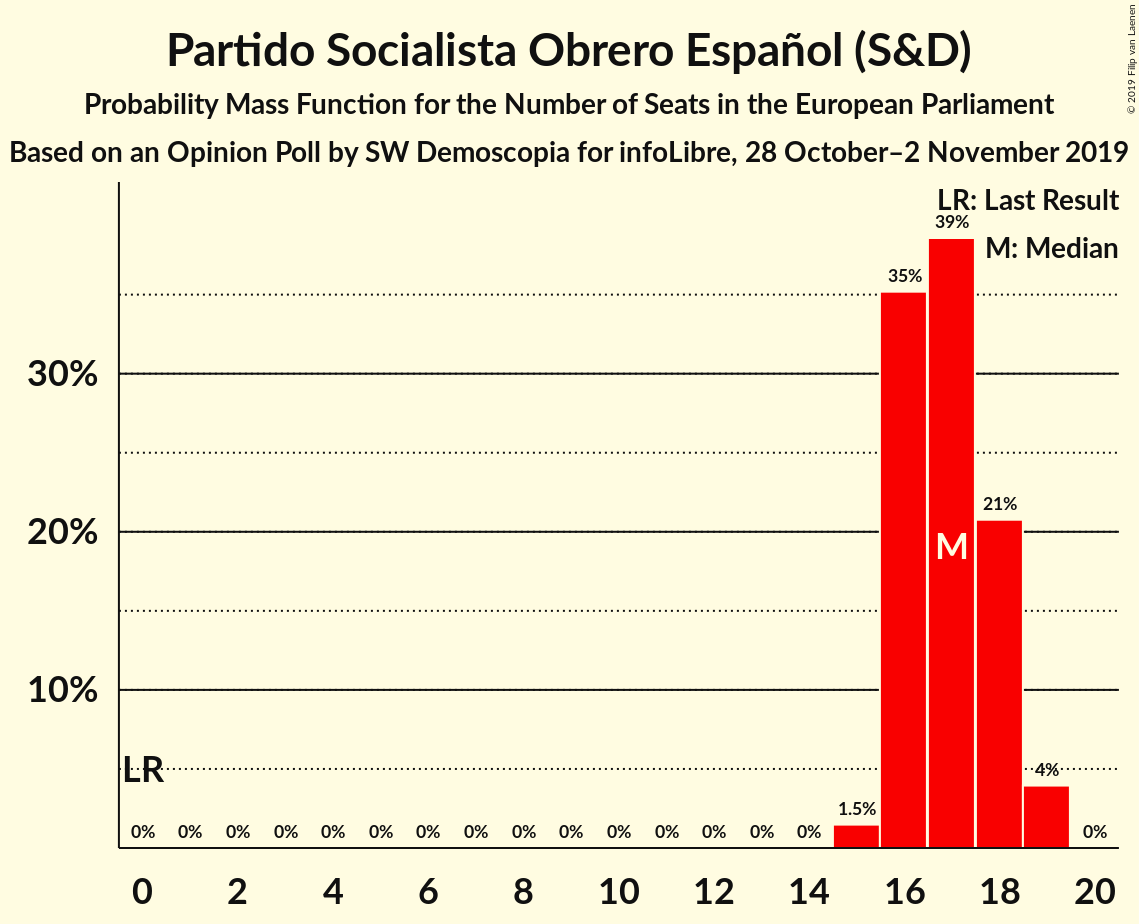 Partido Socialista Obrero Español (S&D)
Probability Mass Function for the Number of Seats in the European Parliament
Based on an Opinion Poll by SW Demoscopia for infoLibre, 28 October–2 November 2019
© 2019 Filip van Laenen
LR: Last Result
M: Median
39%
35%
30%
21%
20%
M
10%
LR
4%
1.5%
0% 0% 0% 0% 0% 0% 0% 0% 0% 0% 0% 0% 0% 0% 0% 0%
0 2 4 6 8 10 12 14 16 18 20